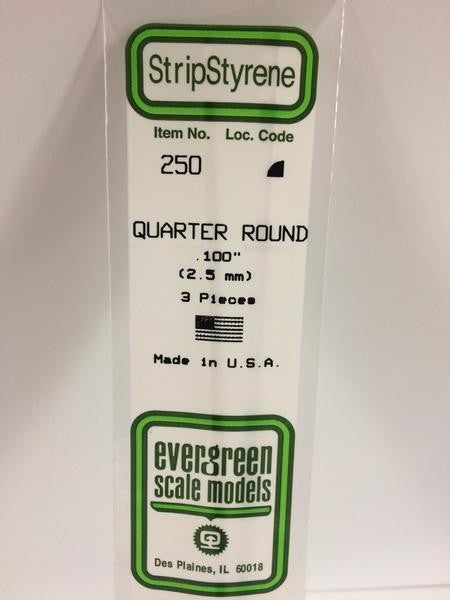 StripStyrene
Item No. Loc. Code
250
QUARTER ROUND
.100"
(2.5 mm)
3 Pieces
Made in U.S.A.
evergreen
scale models
Des Plaines, IL 60018